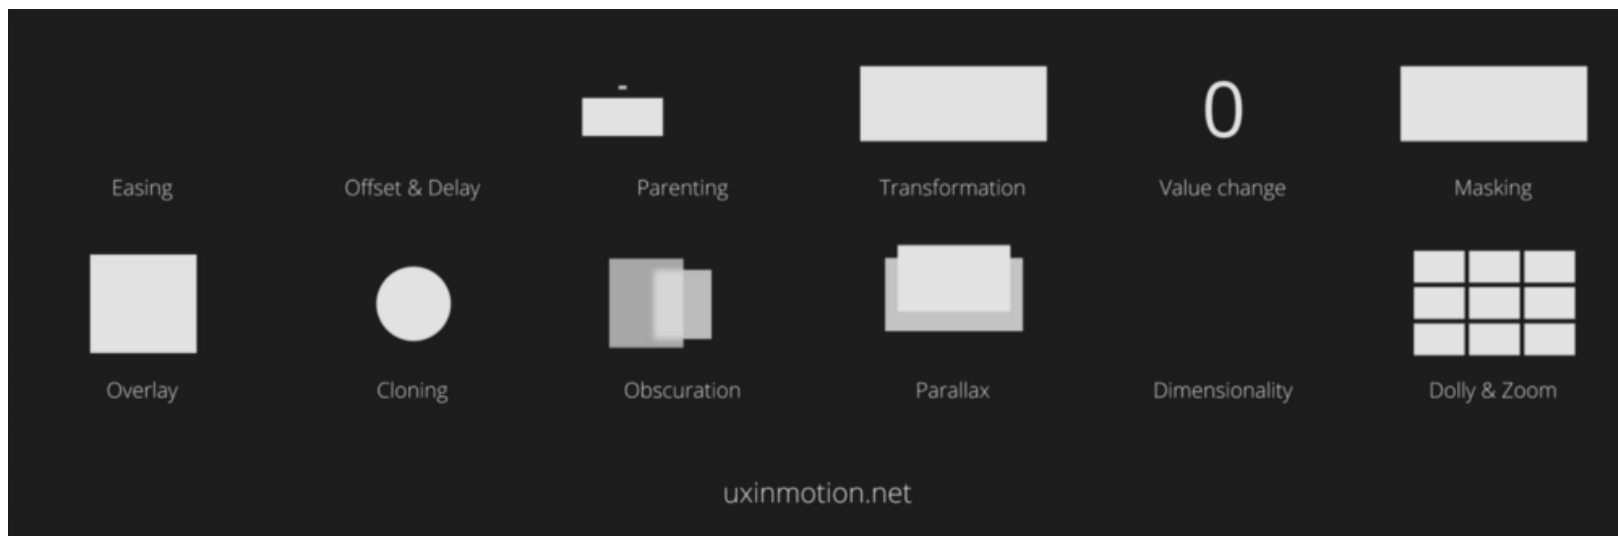 -
0
Easing Offset & Delay Parenting Transformation Value change Masking
Overlay Cloning Obscuration Parallax Dimensionality Dolly & Zoom
uxinmotion.net